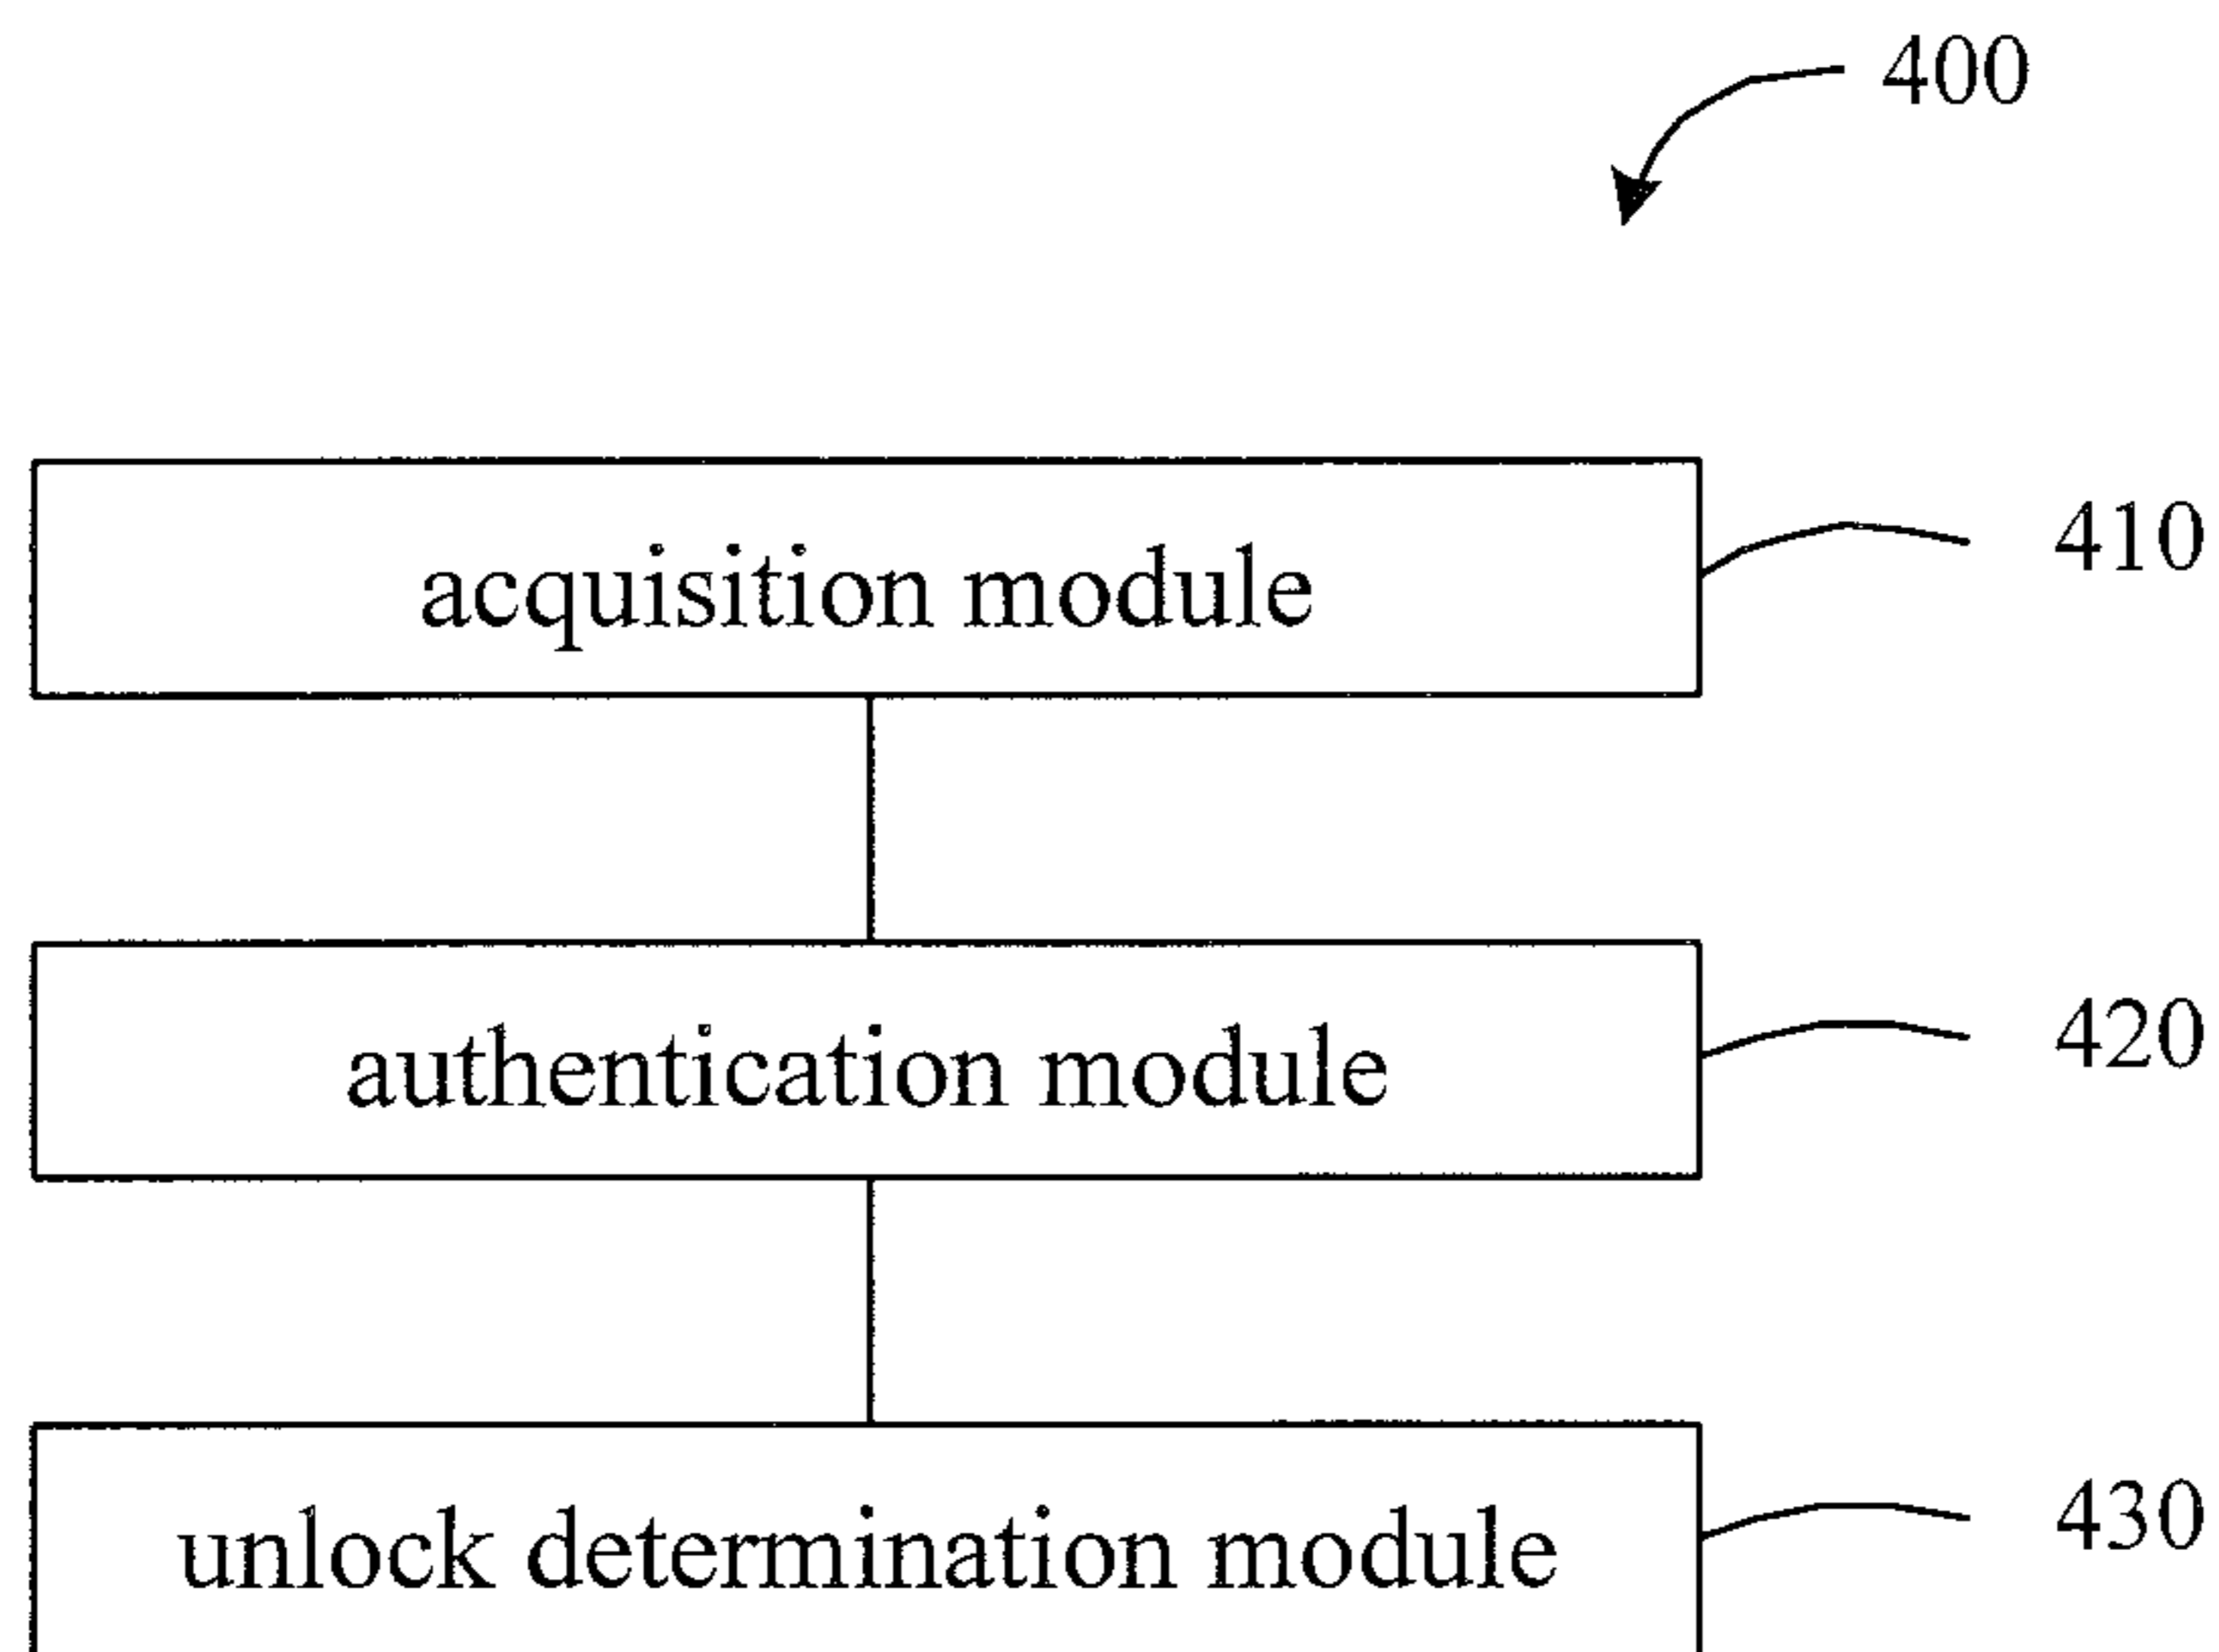 400
acquisition module 410
authentication module 420
unlock determination module 430